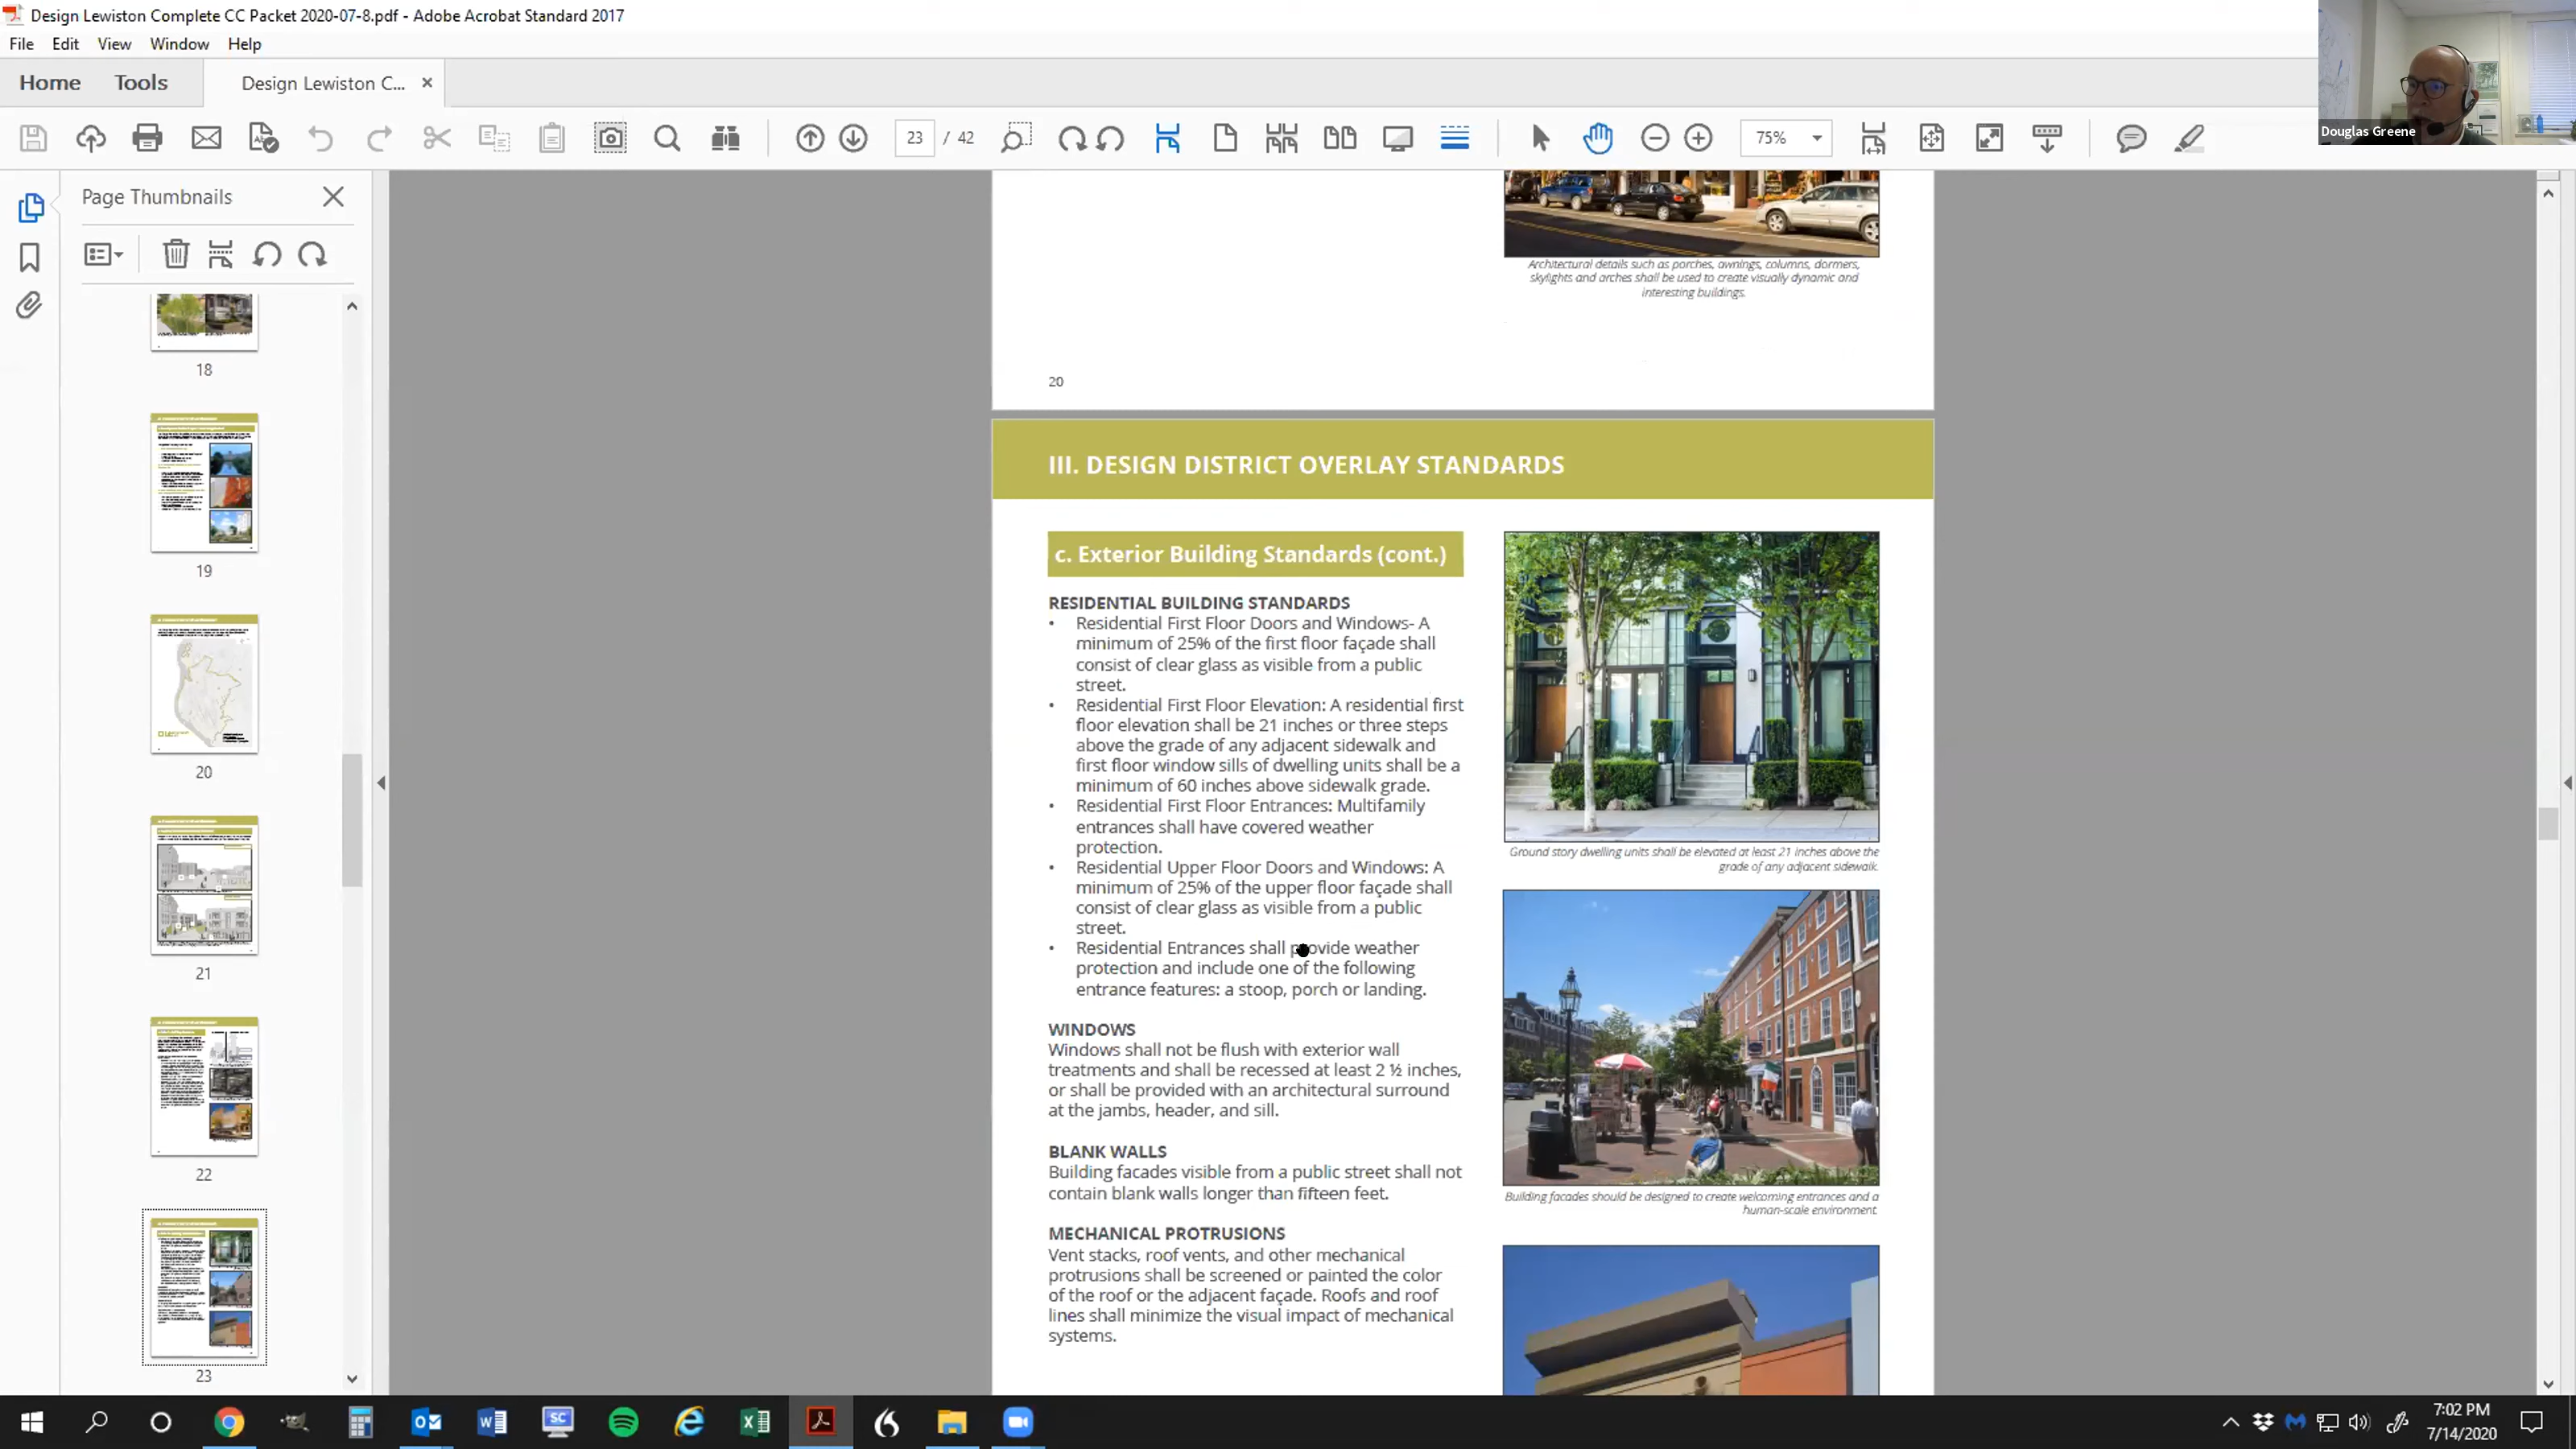 Design Lewiston Complete CC Packet 2020-07-8.pdf - Adobe Acrobat Standard 2017
File Edit View Window Help
Home Tools Design Lewiston C... ×
23 / 42 75%
Douglas Greene
Page Thumbnails
18
19
20
21
22
23
Architectural details such as porches, awnings, columns, dormers,
skylights and arches shall be used to create visually dynamic and
interesting buildings.
20
III. DESIGN DISTRICT OVERLAY STANDARDS
c. Exterior Building Standards (cont.)
RESIDENTIAL BUILDING STANDARDS
• Residential First Floor Doors and Windows- A
minimum of 25% of the first floor façade shall
consist of clear glass as visible from a public
street.
• Residential First Floor Elevation: A residential first
floor elevation shall be 21 inches or three steps
above the grade of any adjacent sidewalk and
first floor window sills of dwelling units shall be a
minimum of 60 inches above sidewalk grade.
• Residential First Floor Entrances: Multifamily
entrances shall have covered weather
protection.
• Residential Upper Floor Doors and Windows: A
minimum of 25% of the upper floor façade shall
consist of clear glass as visible from a public
street.
• Residential Entrances shall provide weather
protection and include one of the following
entrance features: a stoop, porch or landing.
WINDOWS
Windows shall not be flush with exterior wall
treatments and shall be recessed at least 2 ½ inches,
or shall be provided with an architectural surround
at the jambs, header, and sill.
BLANK WALLS
Building facades visible from a public street shall not
contain blank walls longer than fifteen feet.
MECHANICAL PROTRUSIONS
Vent stacks, roof vents, and other mechanical
protrusions shall be screened or painted the color
of the roof or the adjacent façade. Roofs and roof
lines shall minimize the visual impact of mechanical
systems.
Ground story dwelling units shall be elevated at least 21 inches above the
grade of any adjacent sidewalk.
Building facades should be designed to create welcoming entrances and a
human-scale environment.
SC
7:02 PM
7/14/2020